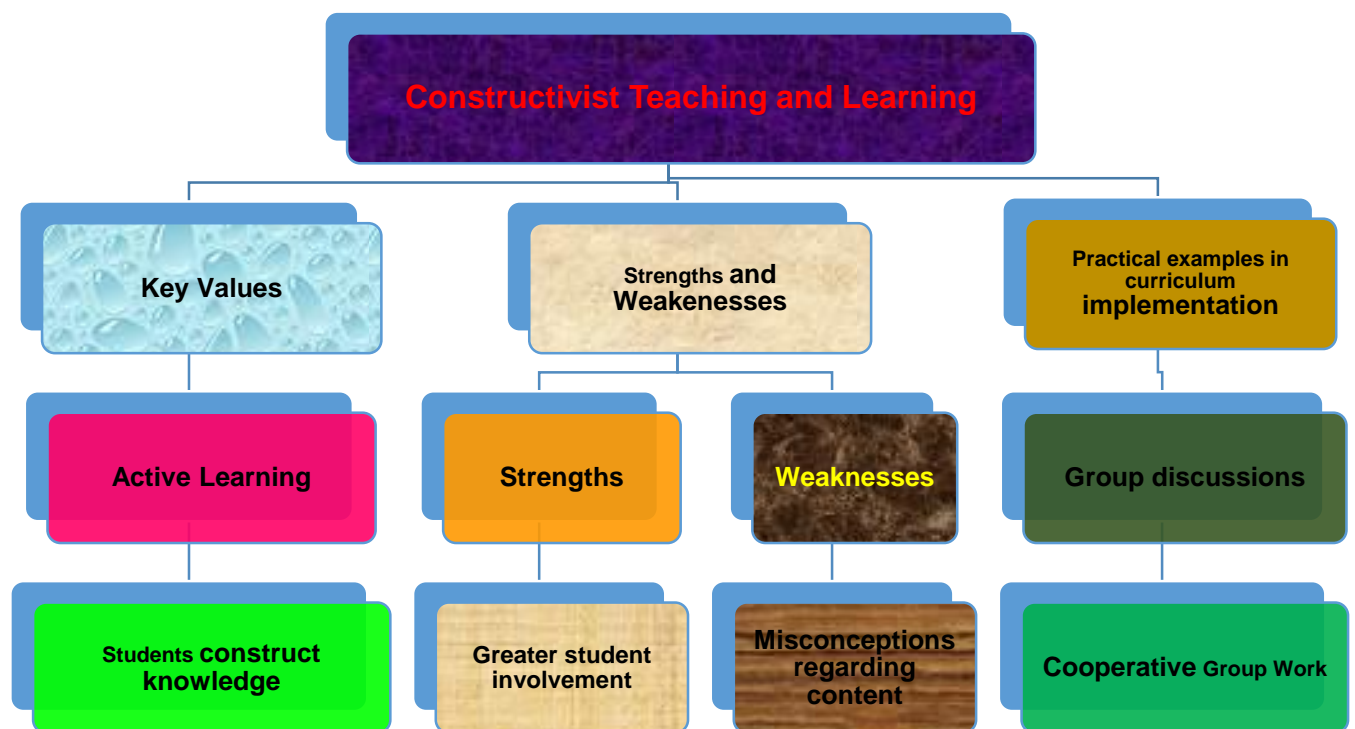 Constructivist Teaching and Learning
Key Values
Strengths and
Weakenesses
Practical examples in
curriculum
implementation
Active Learning
Strengths
Weaknesses
Group discussions
Students construct
knowledge
Greater student
involvement
Misconceptions
regarding
content
Cooperative Group Work